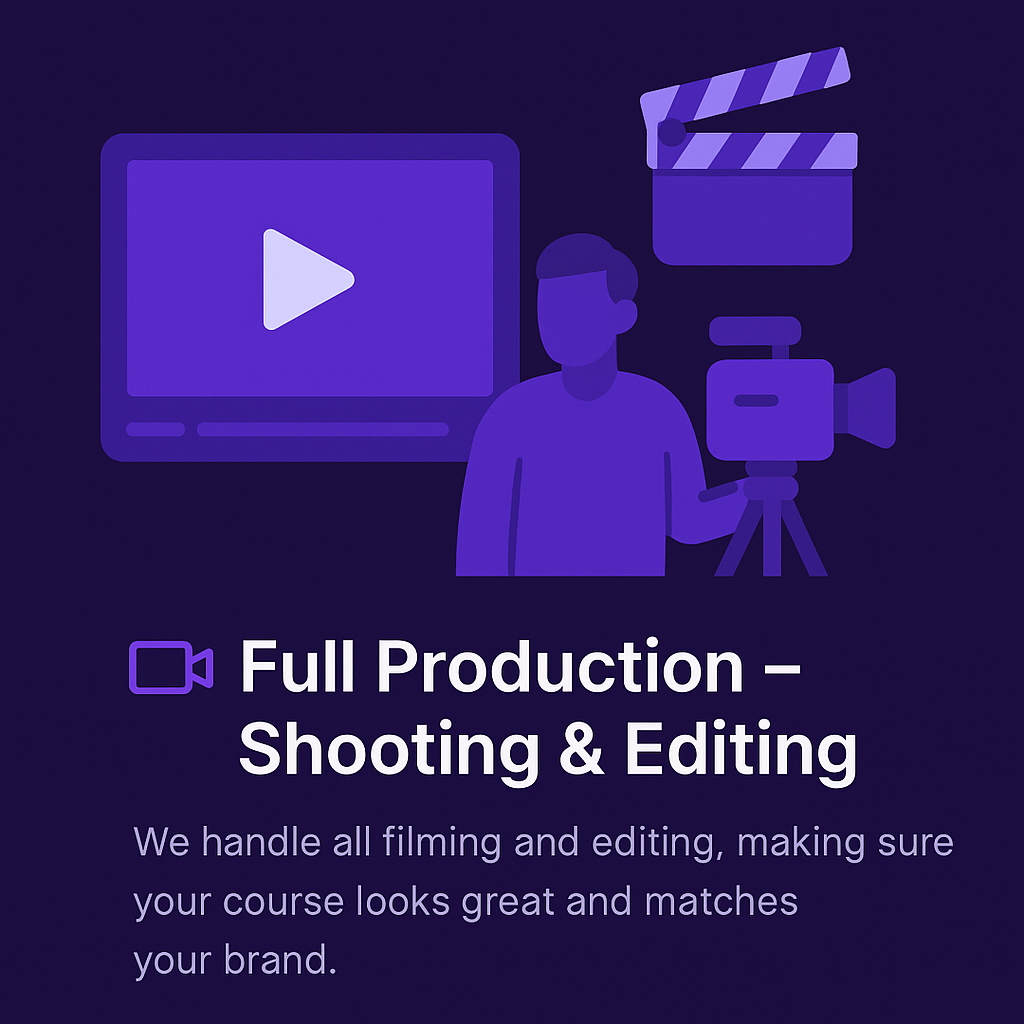 Full Production –
Shooting & Editing
We handle all filming and editing, making sure
your course looks great and matches
your brand.